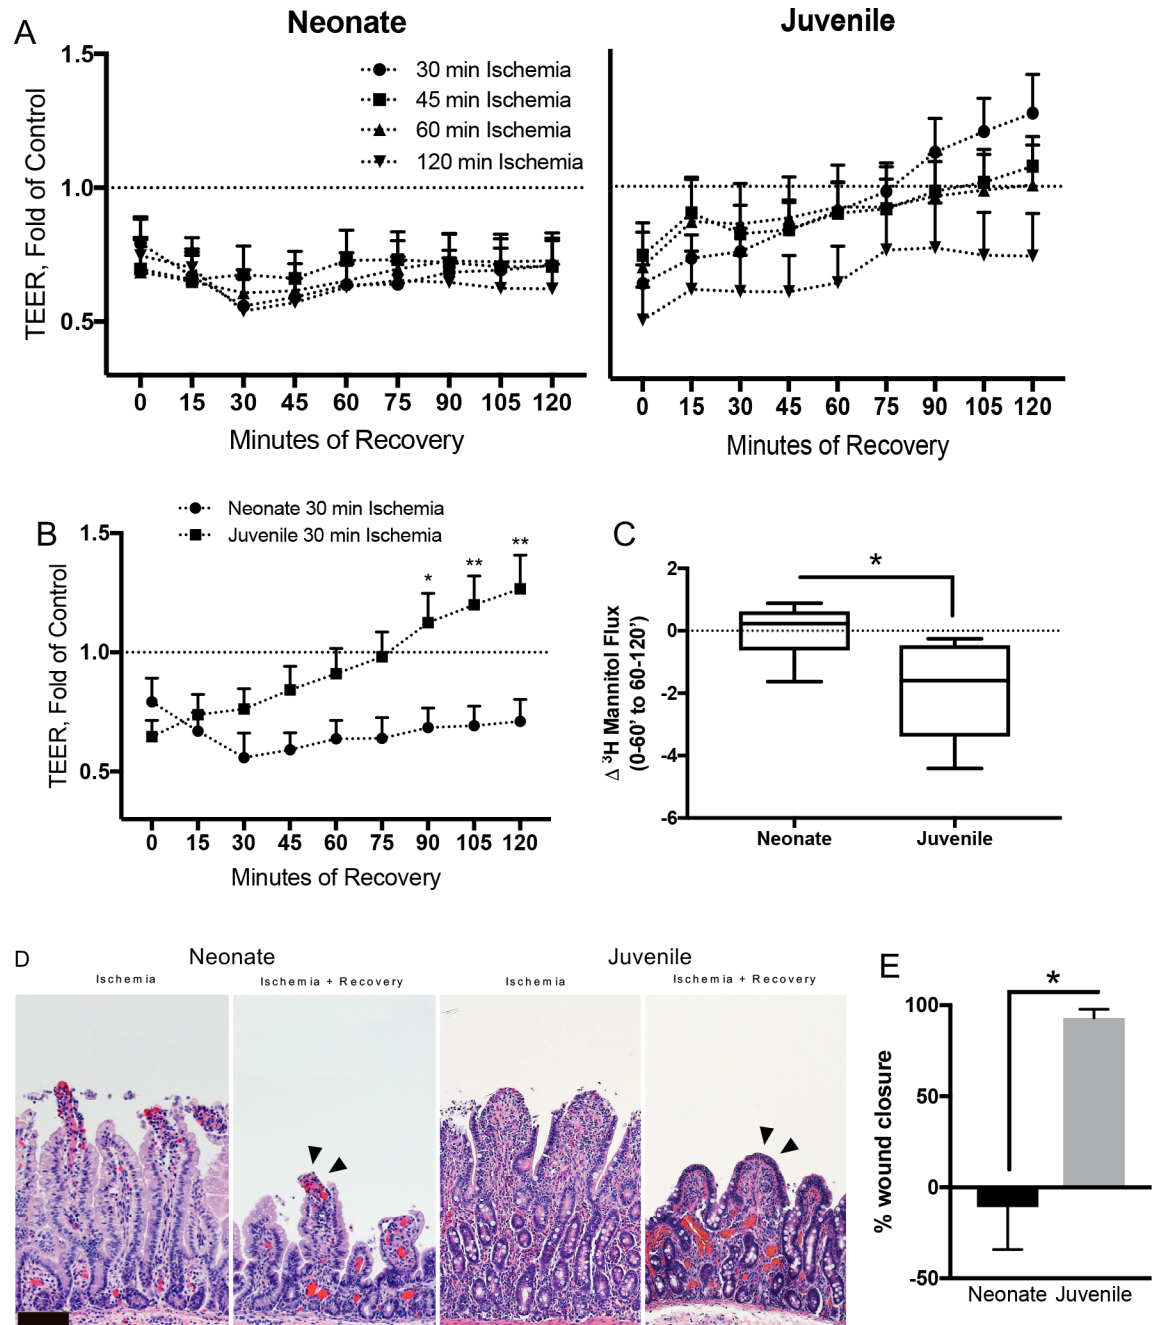 A
Neonate
Juvenile
1.5
1.0
0.5
TEER, Fold of Control
30 min Ischemia
45 min Ischemia
60 min Ischemia
120 min Ischemia
0 15 30 45 60 75 90 105 120
Minutes of Recovery
0 15 30 45 60 75 90 105 120
Minutes of Recovery
B
Neonate 30 min Ischemia
Juvenile 30 min Ischemia
1.5
1.0
0.5
TEER, Fold of Control
* ** **
0 15 30 45 60 75 90 105 120
Minutes of Recovery
C
*
2
0
-2
-4
-6
Δ ³H Mannitol Flux
(0-60' to 60-120')
Neonate Juvenile
D
Neonate
Juvenile
Ischemia
Ischemia + Recovery
Ischemia
Ischemia + Recovery
E
*
100
50
0
-50
% wound closure
Neonate Juvenile